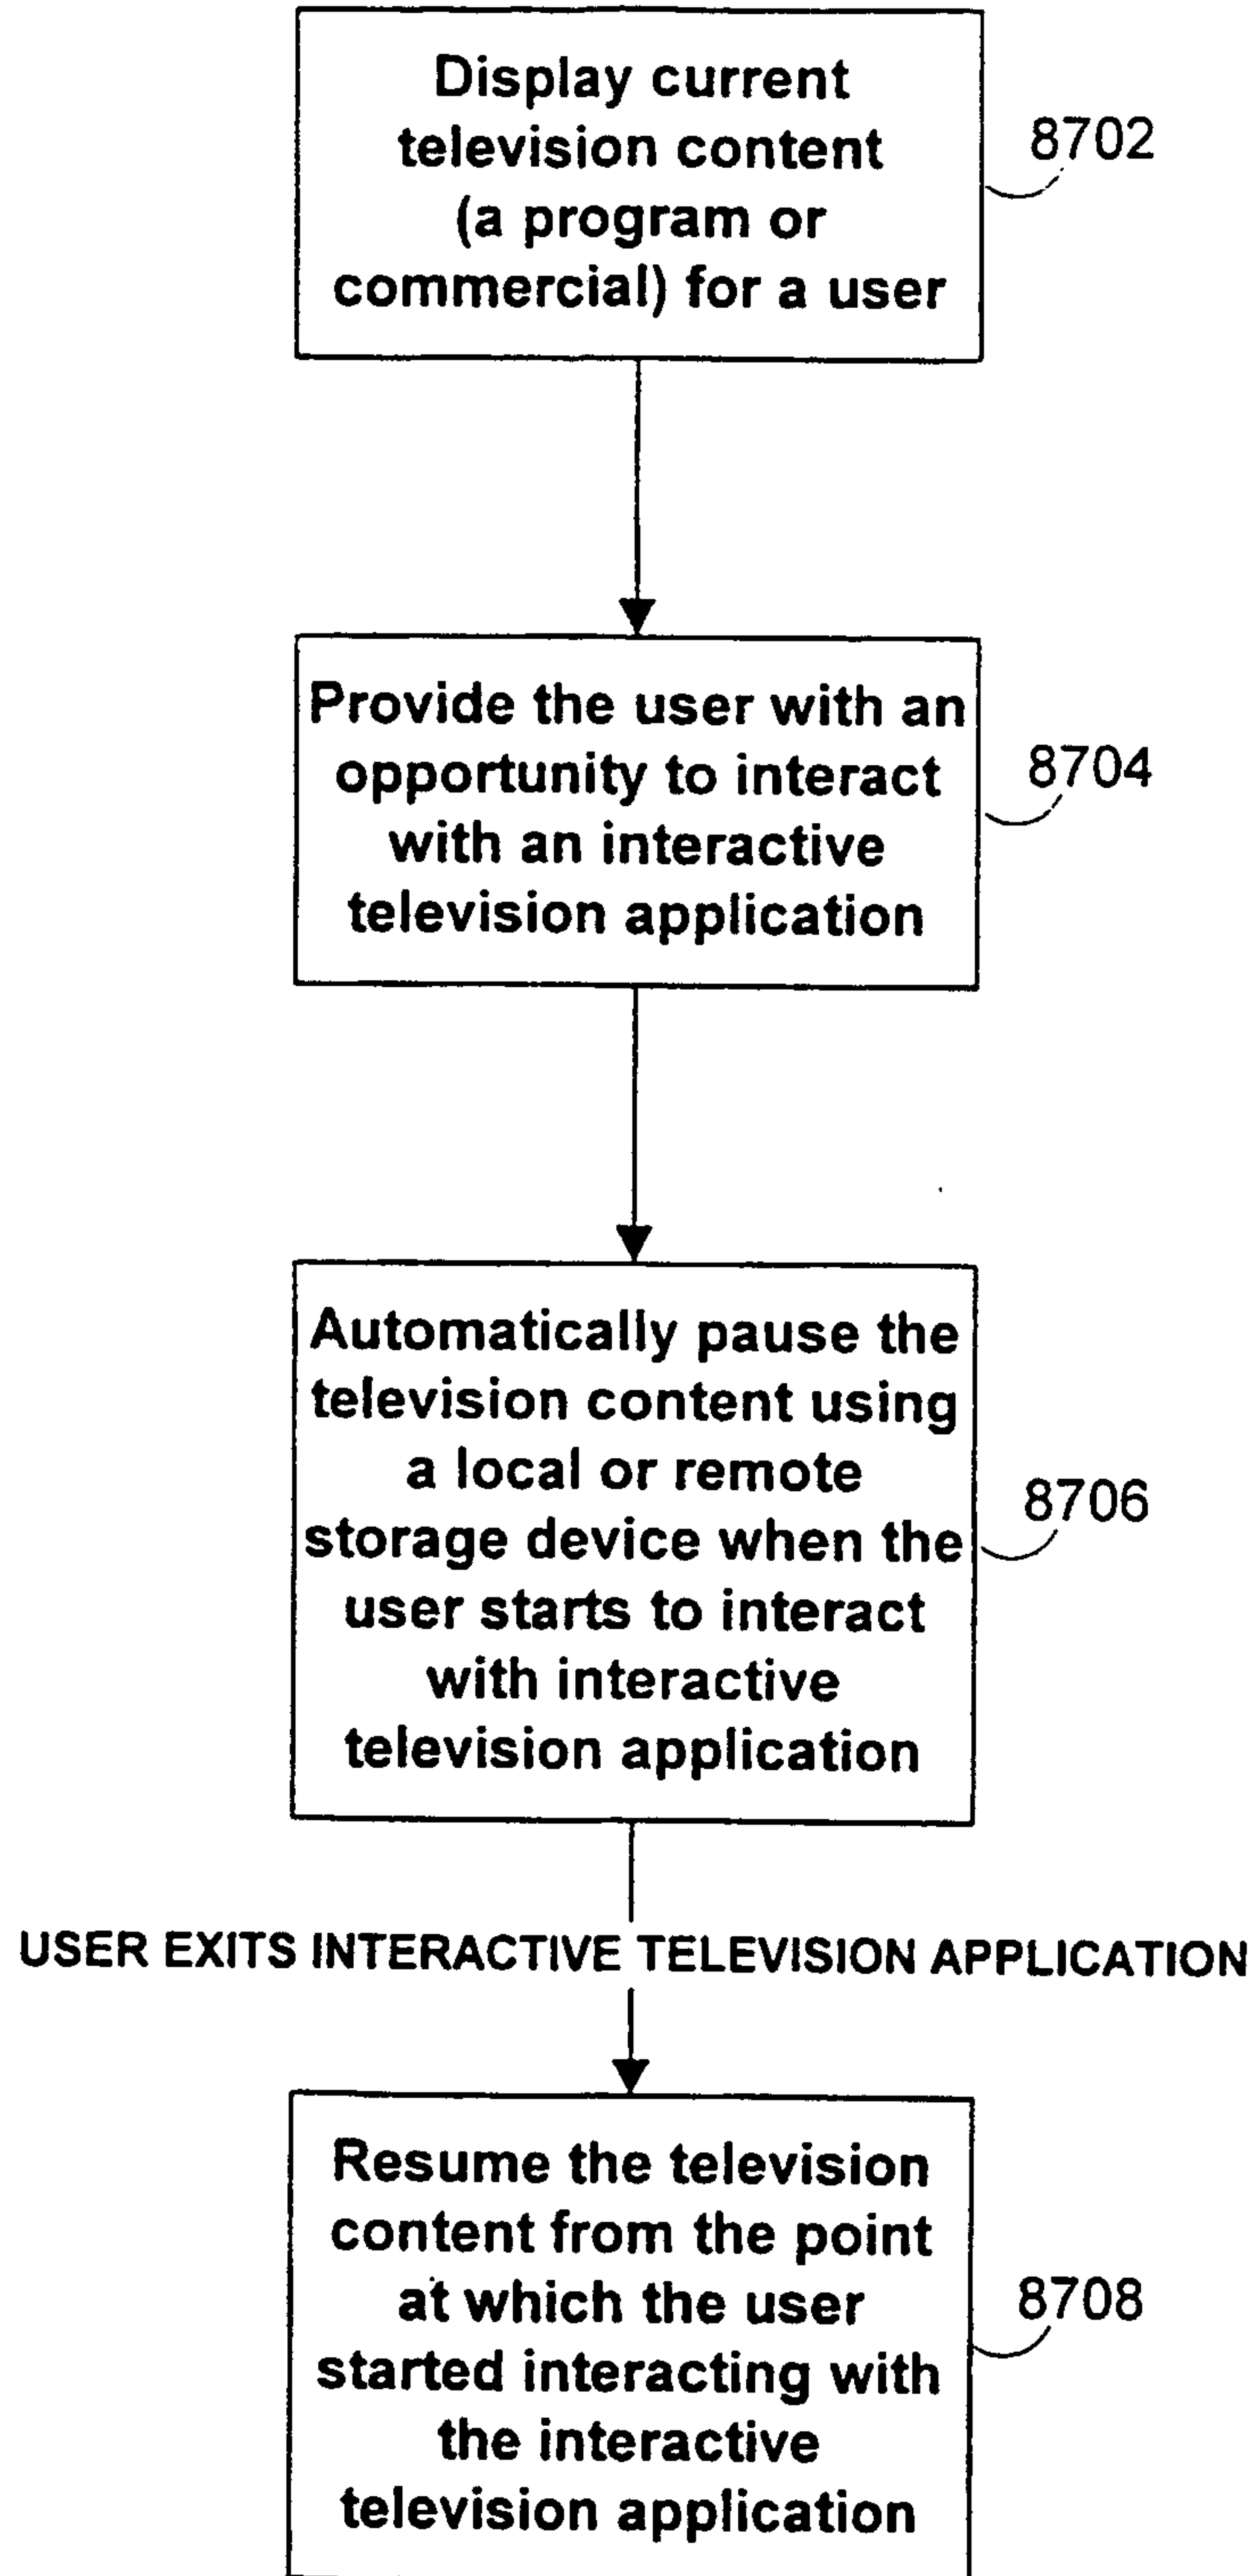 Display current
television content
(a program or
commercial) for a user
8702
Provide the user with an
opportunity to interact
with an interactive
television application
8704
Automatically pause the
television content using
a local or remote
storage device when the
user starts to interact
with interactive
television application
8706
USER EXITS INTERACTIVE TELEVISION APPLICATION
Resume the television
content from the point
at which the user
started interacting with
the interactive
television application
8708